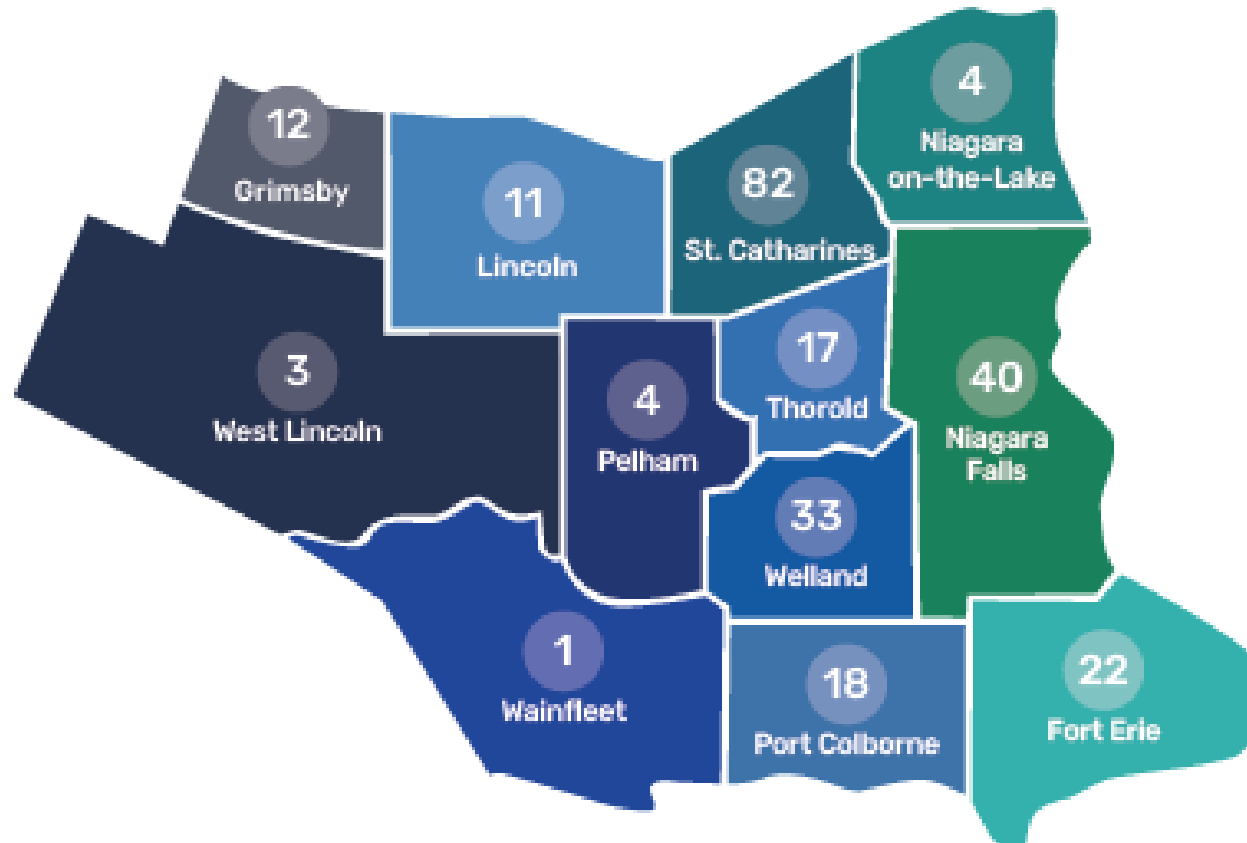 4
Niagara
on-the-Lake
12
Grimsby
11
Lincoln
82
St. Catharines
3
West Lincoln
4
Pelham
17
Thorold
40
Niagara
Falls
33
Welland
1
Wainfleet
18
Port Colborne
22
Fort Erie